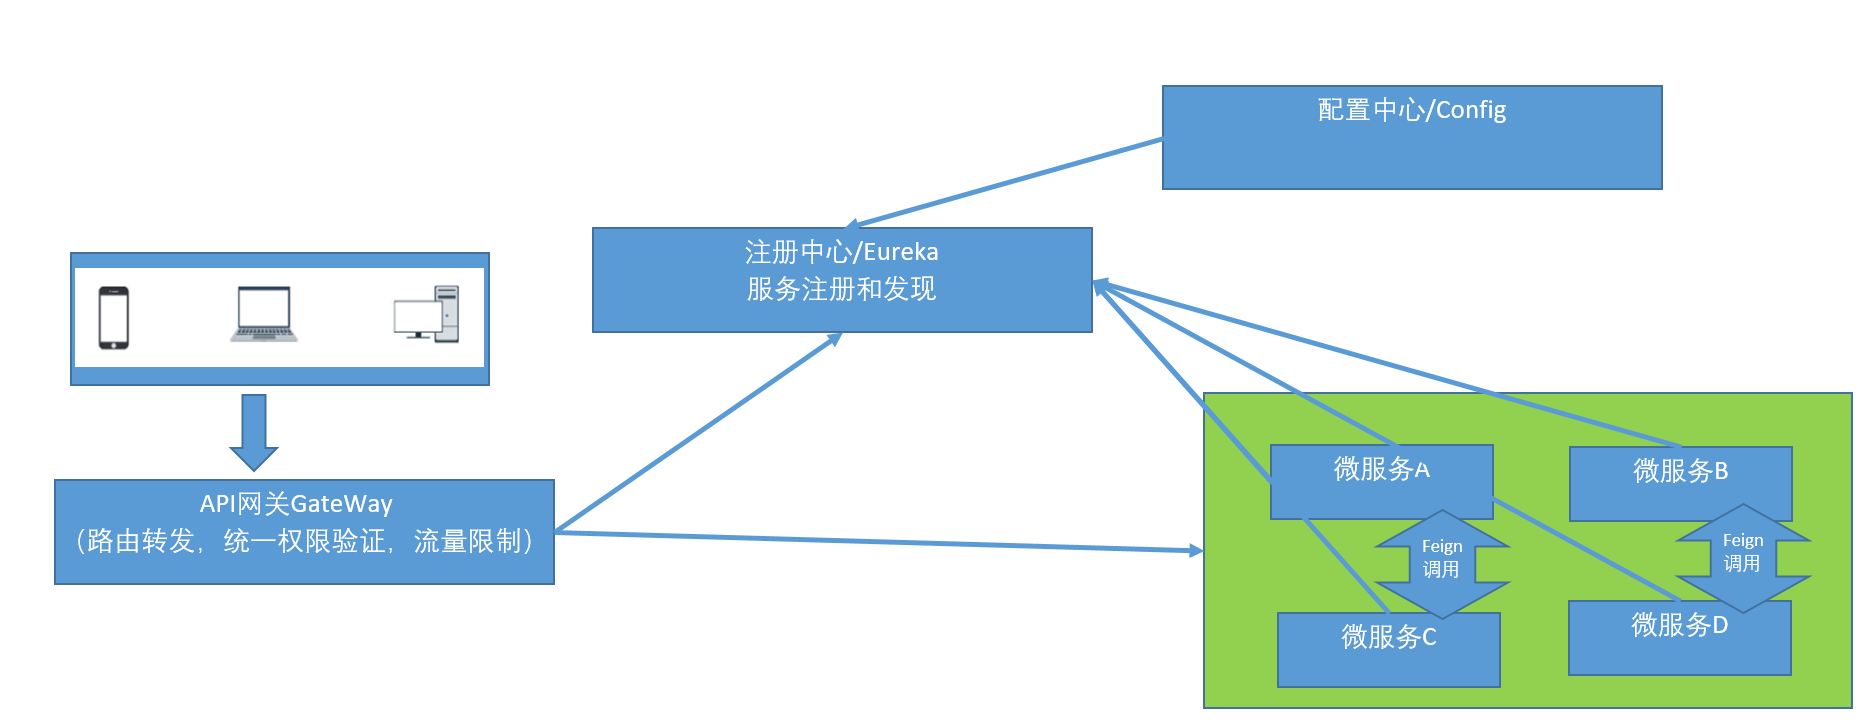 配置中心/Config
注册中心/Eureka
服务注册和发现
API网关GateWay
（路由转发，统一权限验证，流量限制）
微服务A
微服务B
Feign
调用
Feign
调用
微服务C
微服务D